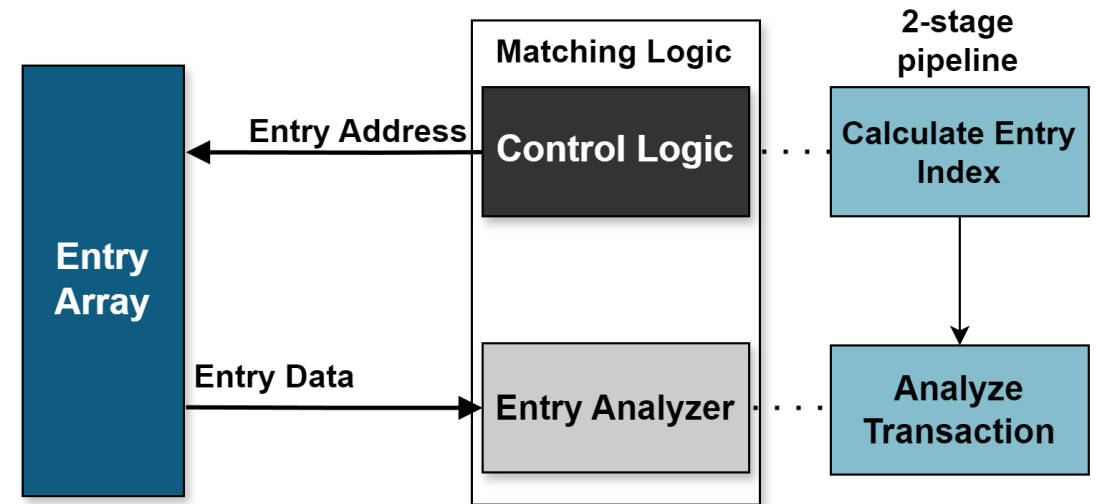 2-stage
pipeline
Matching Logic
Entry Address
Control Logic
Calculate Entry
Index
Entry
Array
Entry Data
Entry Analyzer
Analyze
Transaction